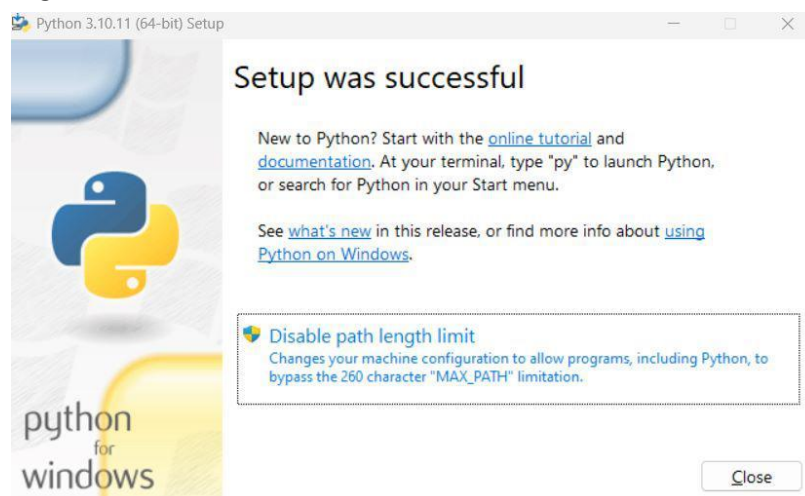 Python 3.10.11 (64-bit) Setup
Setup was successful
New to Python? Start with the online tutorial and
documentation. At your terminal, type "py" to launch Python,
or search for Python in your Start menu.
See what's new in this release, or find more info about using
Python on Windows.
Disable path length limit
Changes your machine configuration to allow programs, including Python, to
bypass the 260 character "MAX_PATH" limitation.
python
for
windows
Close